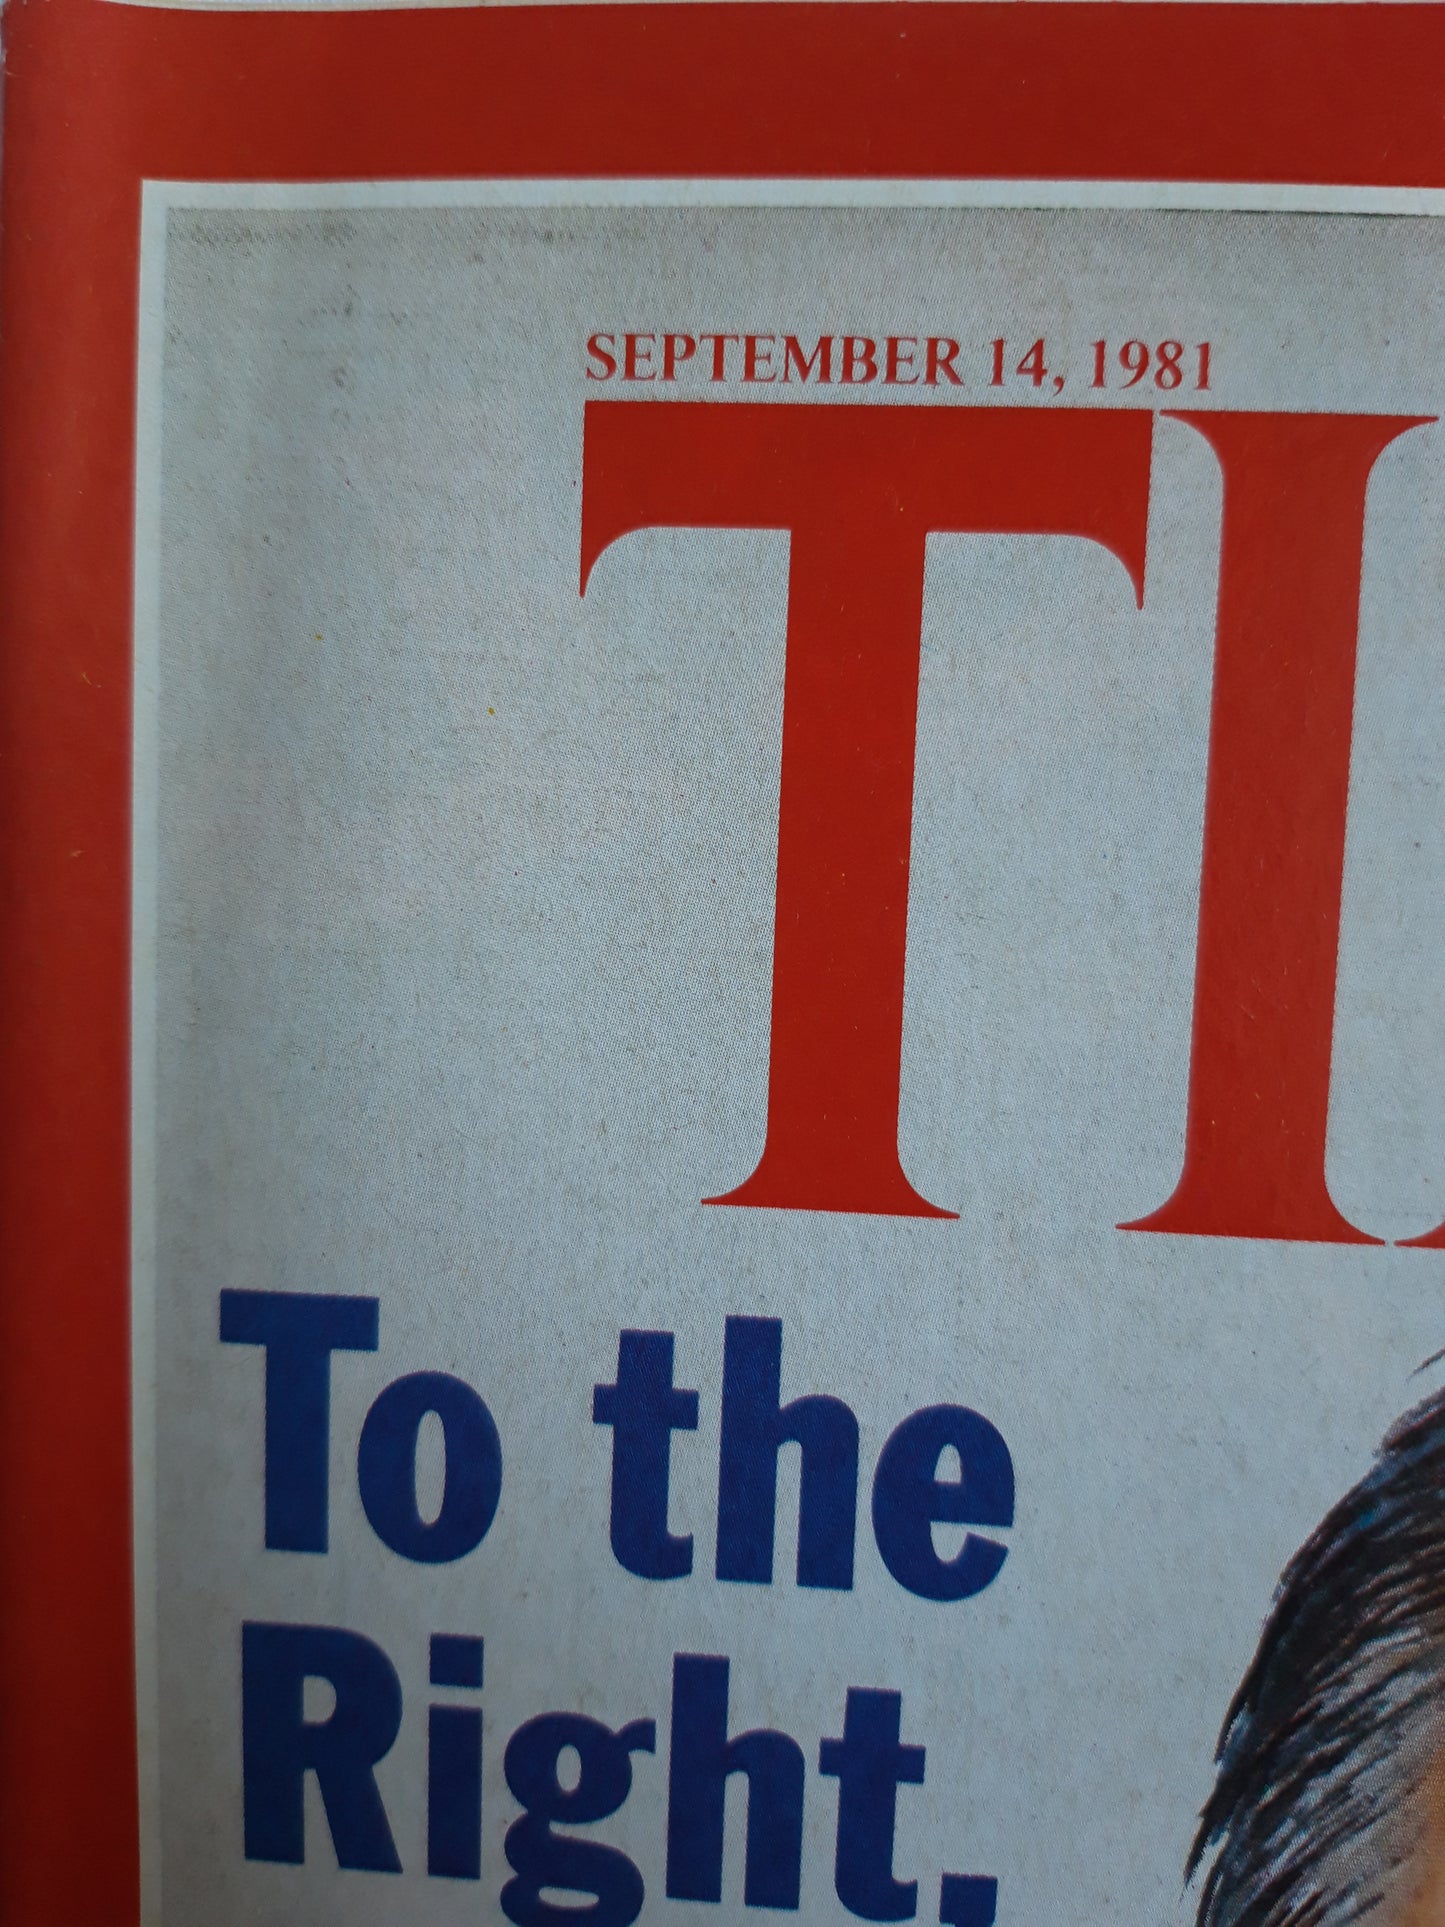 SEPTEMBER 14, 1981
TI
To the
Right,